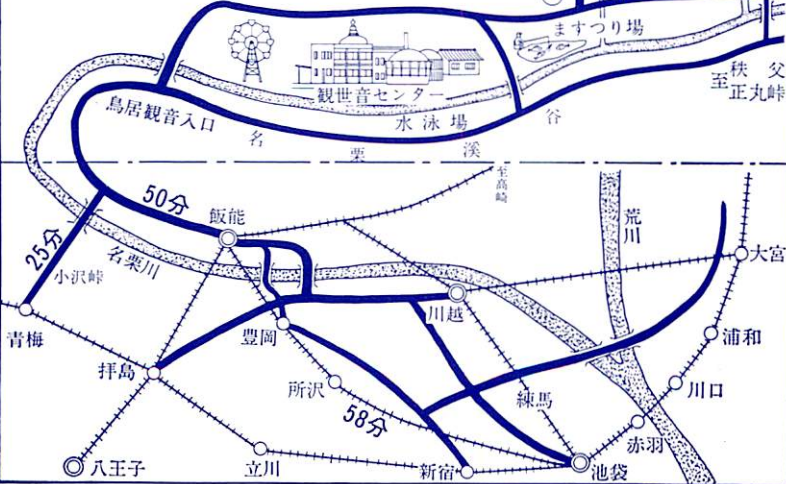 ますつり場
観世音センター
至 秩父
正丸峠
鳥居観音入口
水泳場
名栗渓谷
至高崎
50分
飯能
荒川
25分
小沢峠
名栗川
大宮
川越
青梅
豊岡
浦和
拝島
所沢
川口
練馬
58分
赤羽
八王子
立川
新宿
池袋